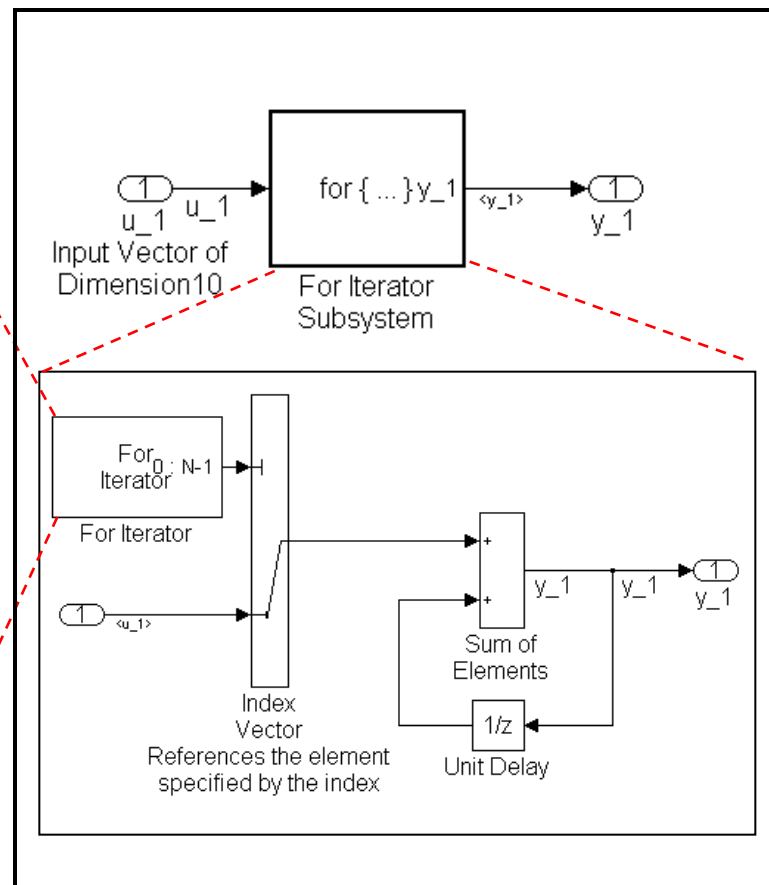 1
u_1
u_1
Input Vector of
Dimension10
for { ... } y_1
For Iterator
Subsystem
<y_1>
1
y_1
For
Iterator
0 : N-1
For Iterator
1
<u_1>
Index
Vector
References the element
specified by the index
+
+
Sum of
Elements
y_1
y_1
1
y_1
1/z
Unit Delay